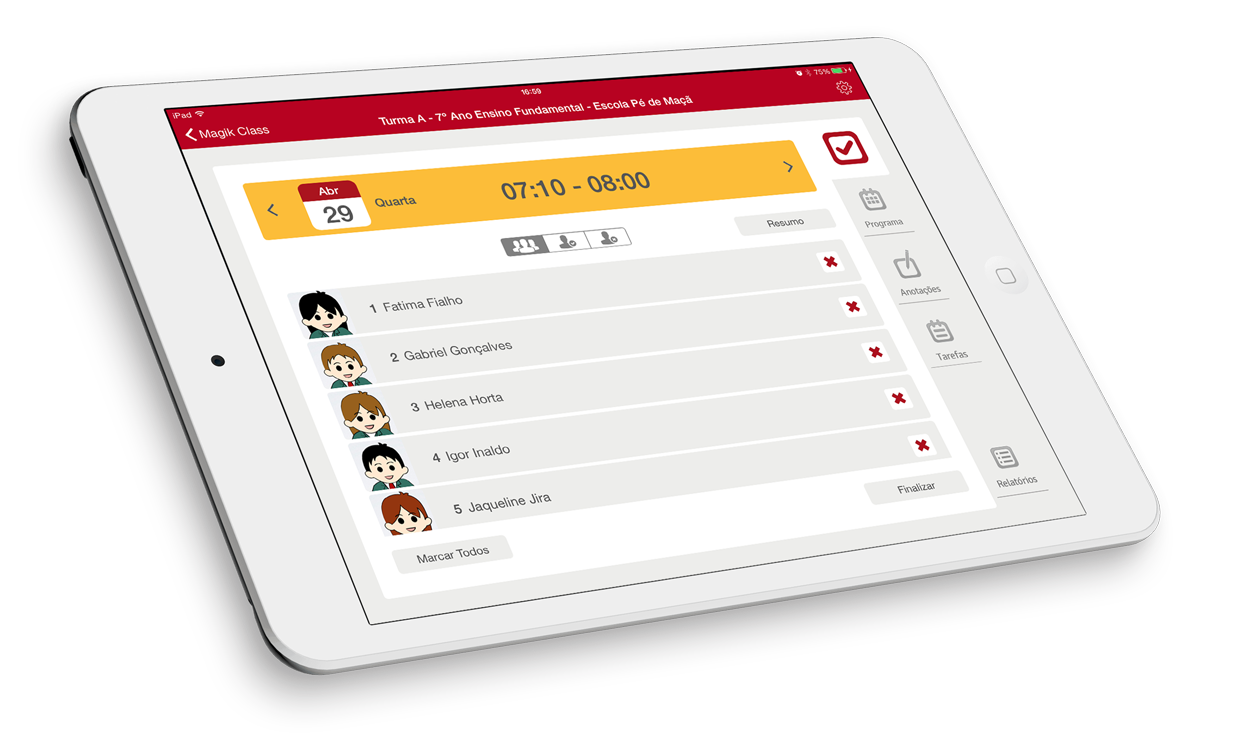 iPad
16:59
75%
Magik Class
Turma A - 7º Ano Ensino Fundamental - Escola Pé de Maçã
Abr
29
Quarta
07:10 - 08:00
Resumo
1 Fatima Fialho
2 Gabriel Gonçalves
3 Helena Horta
4 Igor Inaldo
5 Jaqueline Jira
Marcar Todos
Finalizar
Programa
Anotações
Tarefas
Relatórios